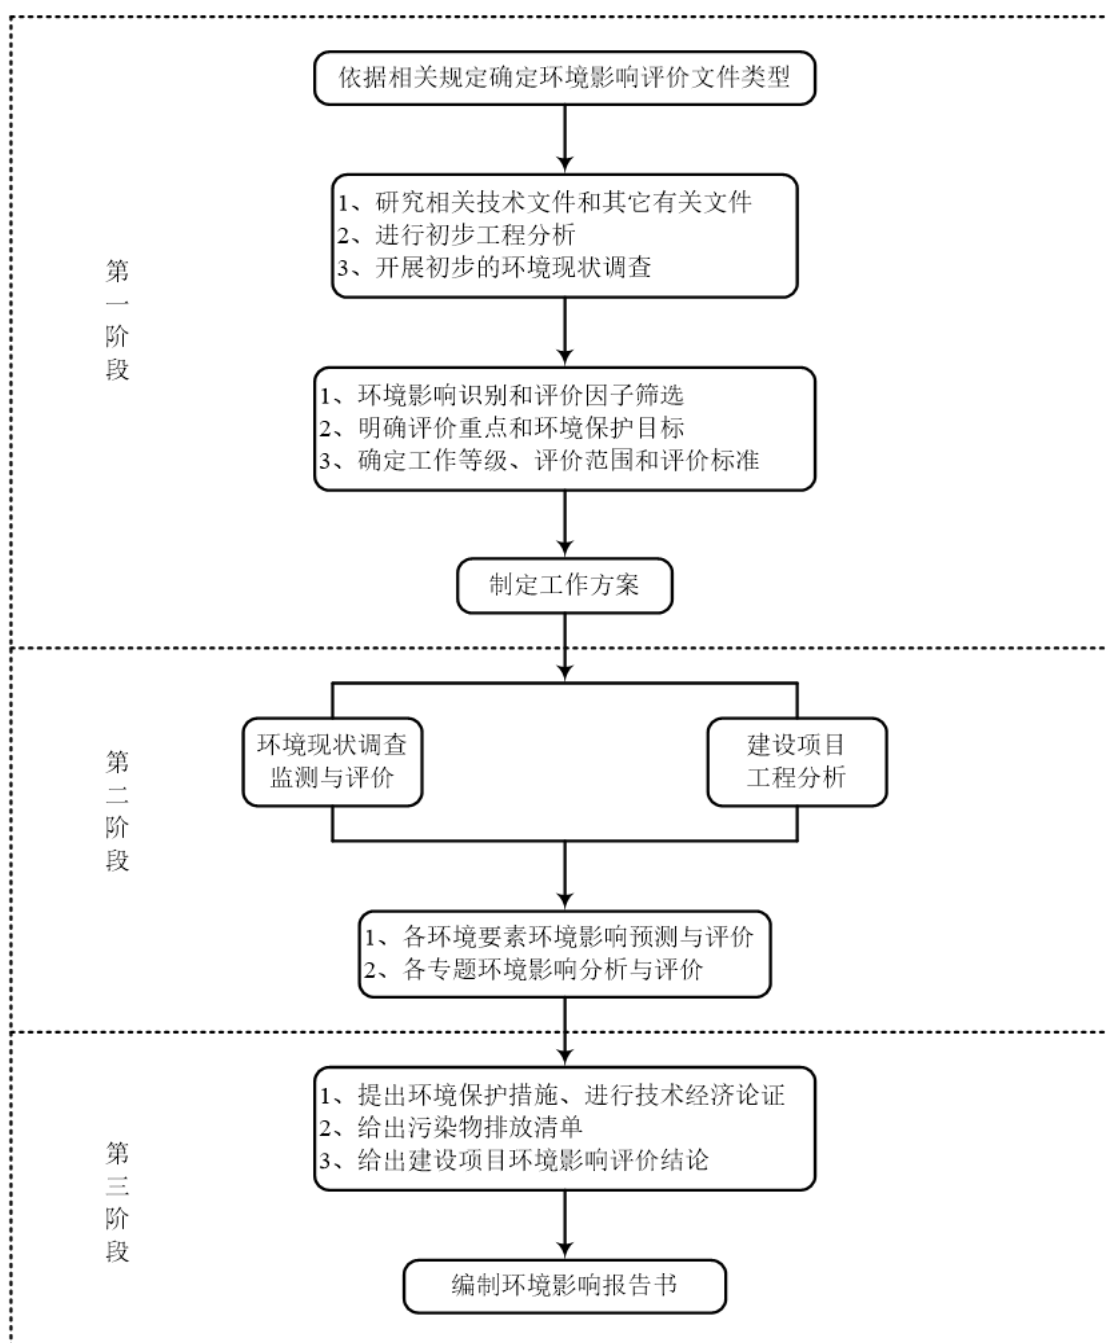 依据相关规定确定环境影响评价文件类型
1、研究相关技术文件和其它有关文件
2、进行初步工程分析
3、开展初步的环境现状调查
第一阶段
1、环境影响识别和评价因子筛选
2、明确评价重点和环境保护目标
3、确定工作等级、评价范围和评价标准
制定工作方案
第二阶段
环境现状调查
监测与评价
建设项目
工程分析
1、各环境要素环境影响预测与评价
2、各专题环境影响分析与评价
第三阶段
1、提出环境保护措施、进行技术经济论证
2、给出污染物排放清单
3、给出建设项目环境影响评价结论
编制环境影响报告书